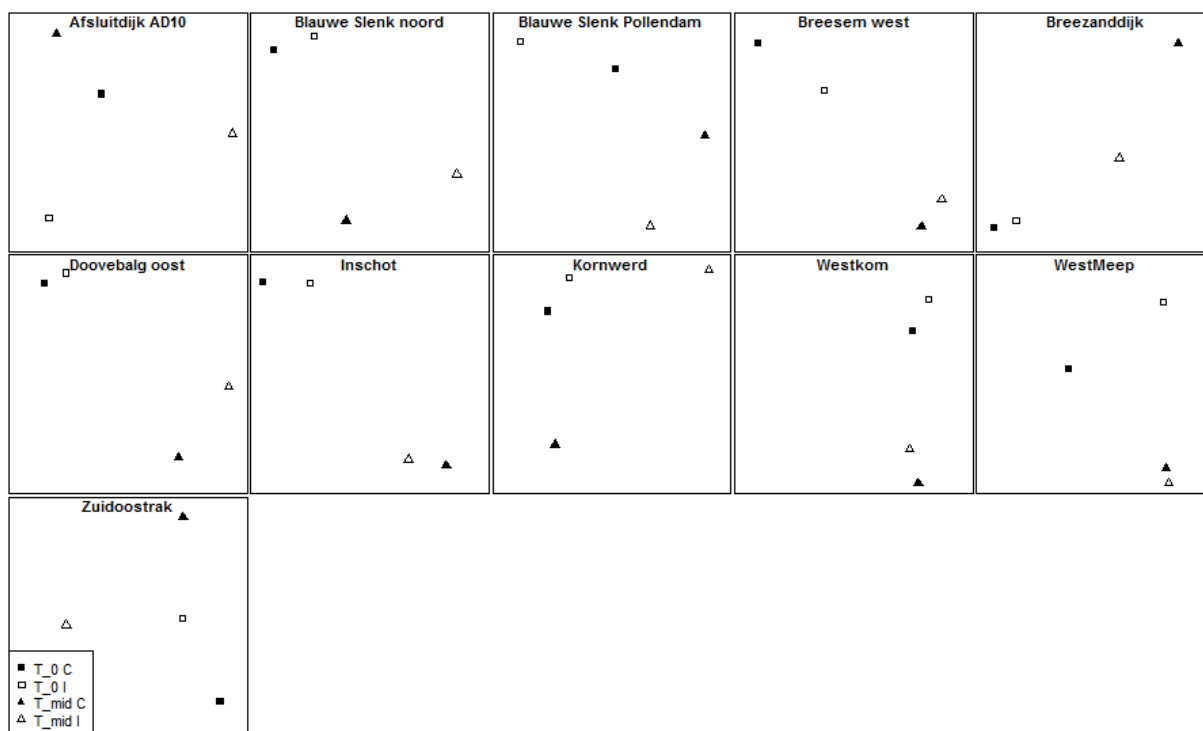 Afsluitdijk AD10
Blauwe Slenk noord
Blauwe Slenk Pollendam
Breesem west
Breezanddijk
Doovebalg oost
Inschot
Kornwerd
Westkom
WestMeep
Zuidoostrak
T_0 C
T_0 I
T_mid C
T_mid I